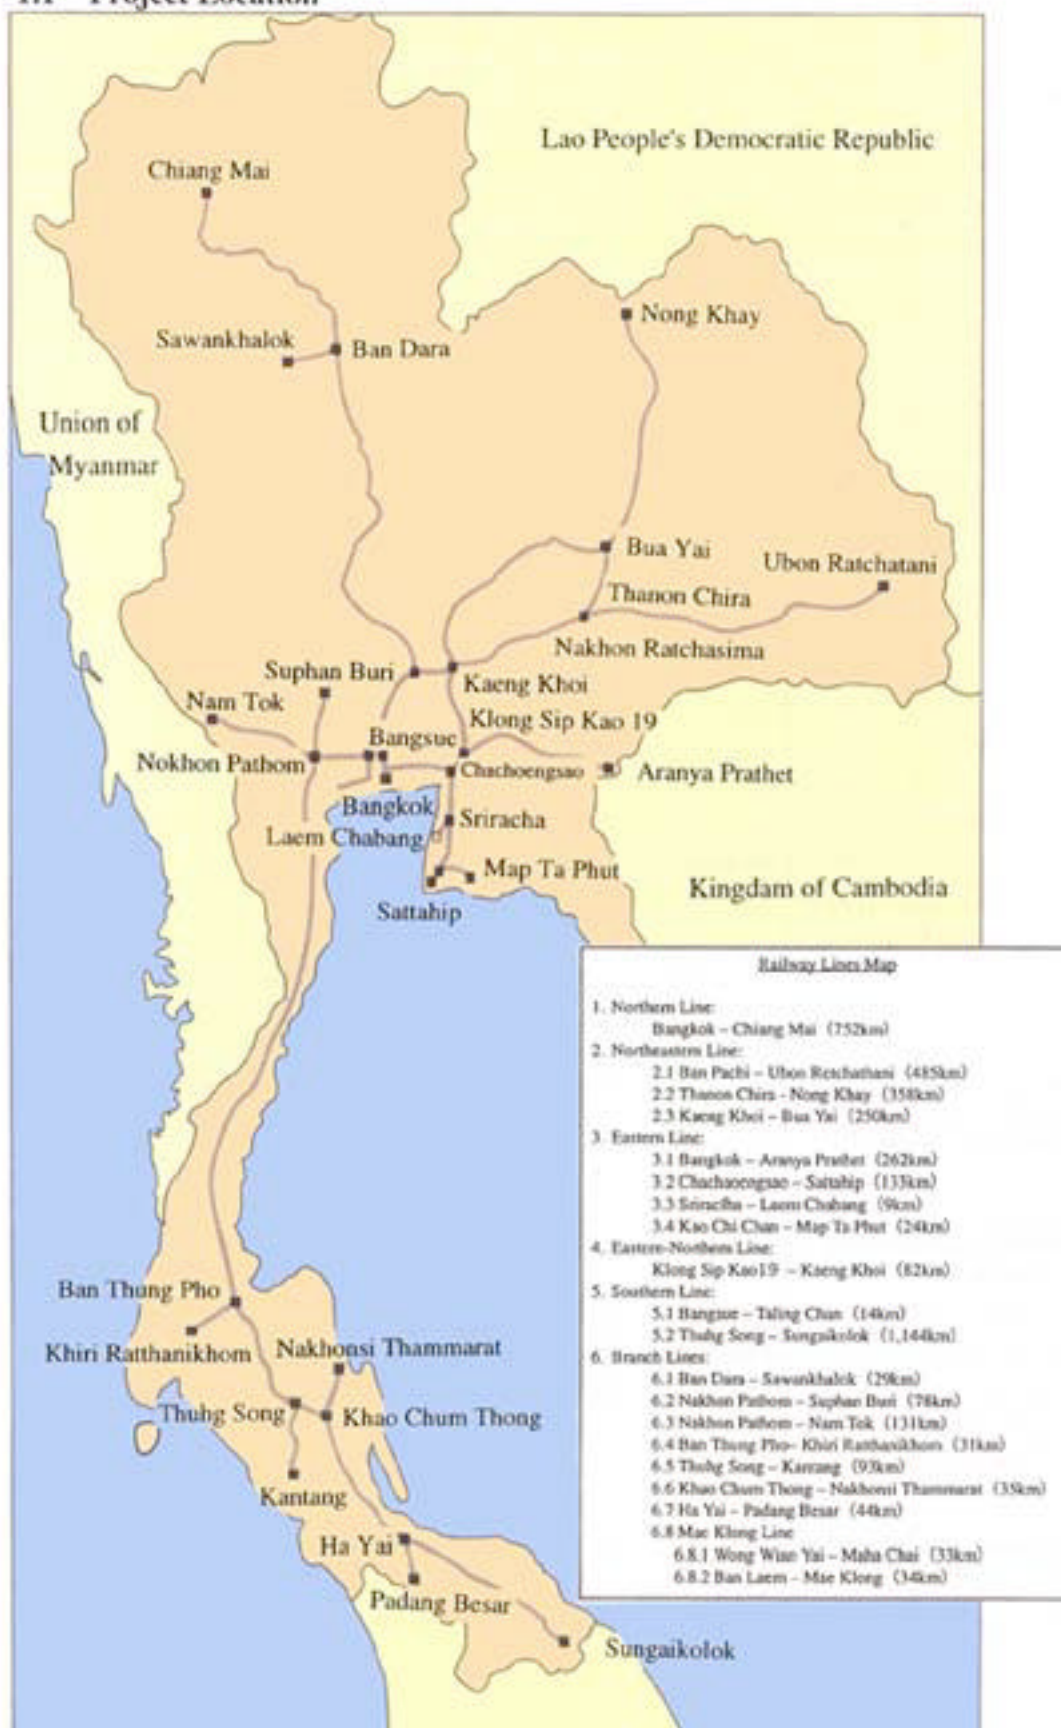 1.1 Project Location
Lao People's Democratic Republic
Chiang Mai
Nong Khay
Sawankhalok
Ban Dara
Union of
Myanmar
Bua Yai
Ubon Ratchatani
Thanon Chira
Nakhon Ratchasima
Suphan Buri
Kaeng Khoi
Nam Tok
Klong Sip Kao 19
Bangsue
Nokhon Pathom
Chachoengsao
Aranya Prathet
Bangkok
Sriracha
Laem Chabang
Map Ta Phut
Kingdam of Cambodia
Sattahip
Railway Lines Map
1. Northern Line:
Bangkok – Chiang Mai (752km)
2. Northeastern Line:
2.1 Ban Pachi – Ubon Retchathani (485km)
2.2 Thanon Chira - Nong Khay (358km)
2.3 Kaeng Khoi – Bua Yai (250km)
3. Eastern Line:
3.1 Bangkok – Aranya Prathet (262km)
3.2 Chachaoengsao – Sattahip (133km)
3.3 Sriracha – Laem Chabang (9km)
3.4 Kao Chi Chan – Map Ta Phut (24km)
4. Eastern-Northern Line:
Klong Sip Kao19 – Kaeng Khoi (82km)
5. Southern Line:
5.1 Bangsue – Taling Chan (14km)
5.2 Thuhg Song – Sungaikolok (1,144km)
6. Branch Lines:
6.1 Ban Dara – Sawankhalok (29km)
6.2 Nakhon Pathom – Suphan Buri (78km)
6.3 Nakhon Pathom – Nam Tok (131km)
6.4 Ban Thung Pho– Khiri Ratthanikhom (31km)
6.5 Thuhg Song – Kantang (93km)
6.6 Khao Chum Thong – Nakhonsi Thammarat (35km)
6.7 Ha Yai – Padang Besar (44km)
6.8 Mae Klong Line
6.8.1 Wong Wian Yai – Maha Chai (33km)
6.8.2 Ban Laem – Mae Klong (34km)
Ban Thung Pho
Khiri Ratthanikhom
Nakhonsi Thammarat
Thuhg Song
Khao Chum Thong
Kantang
Ha Yai
Padang Besar
Sungaikolok